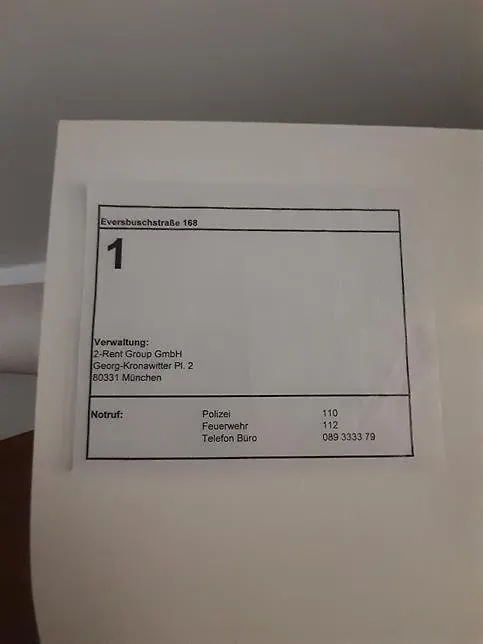 Eversbuschstraße 168
1
Verwaltung:
2-Rent Group GmbH
Georg-Kronawitter Pl. 2
80331 München
Notruf: Polizei 110
Feuerwehr 112
Telefon Büro 089 3333 79